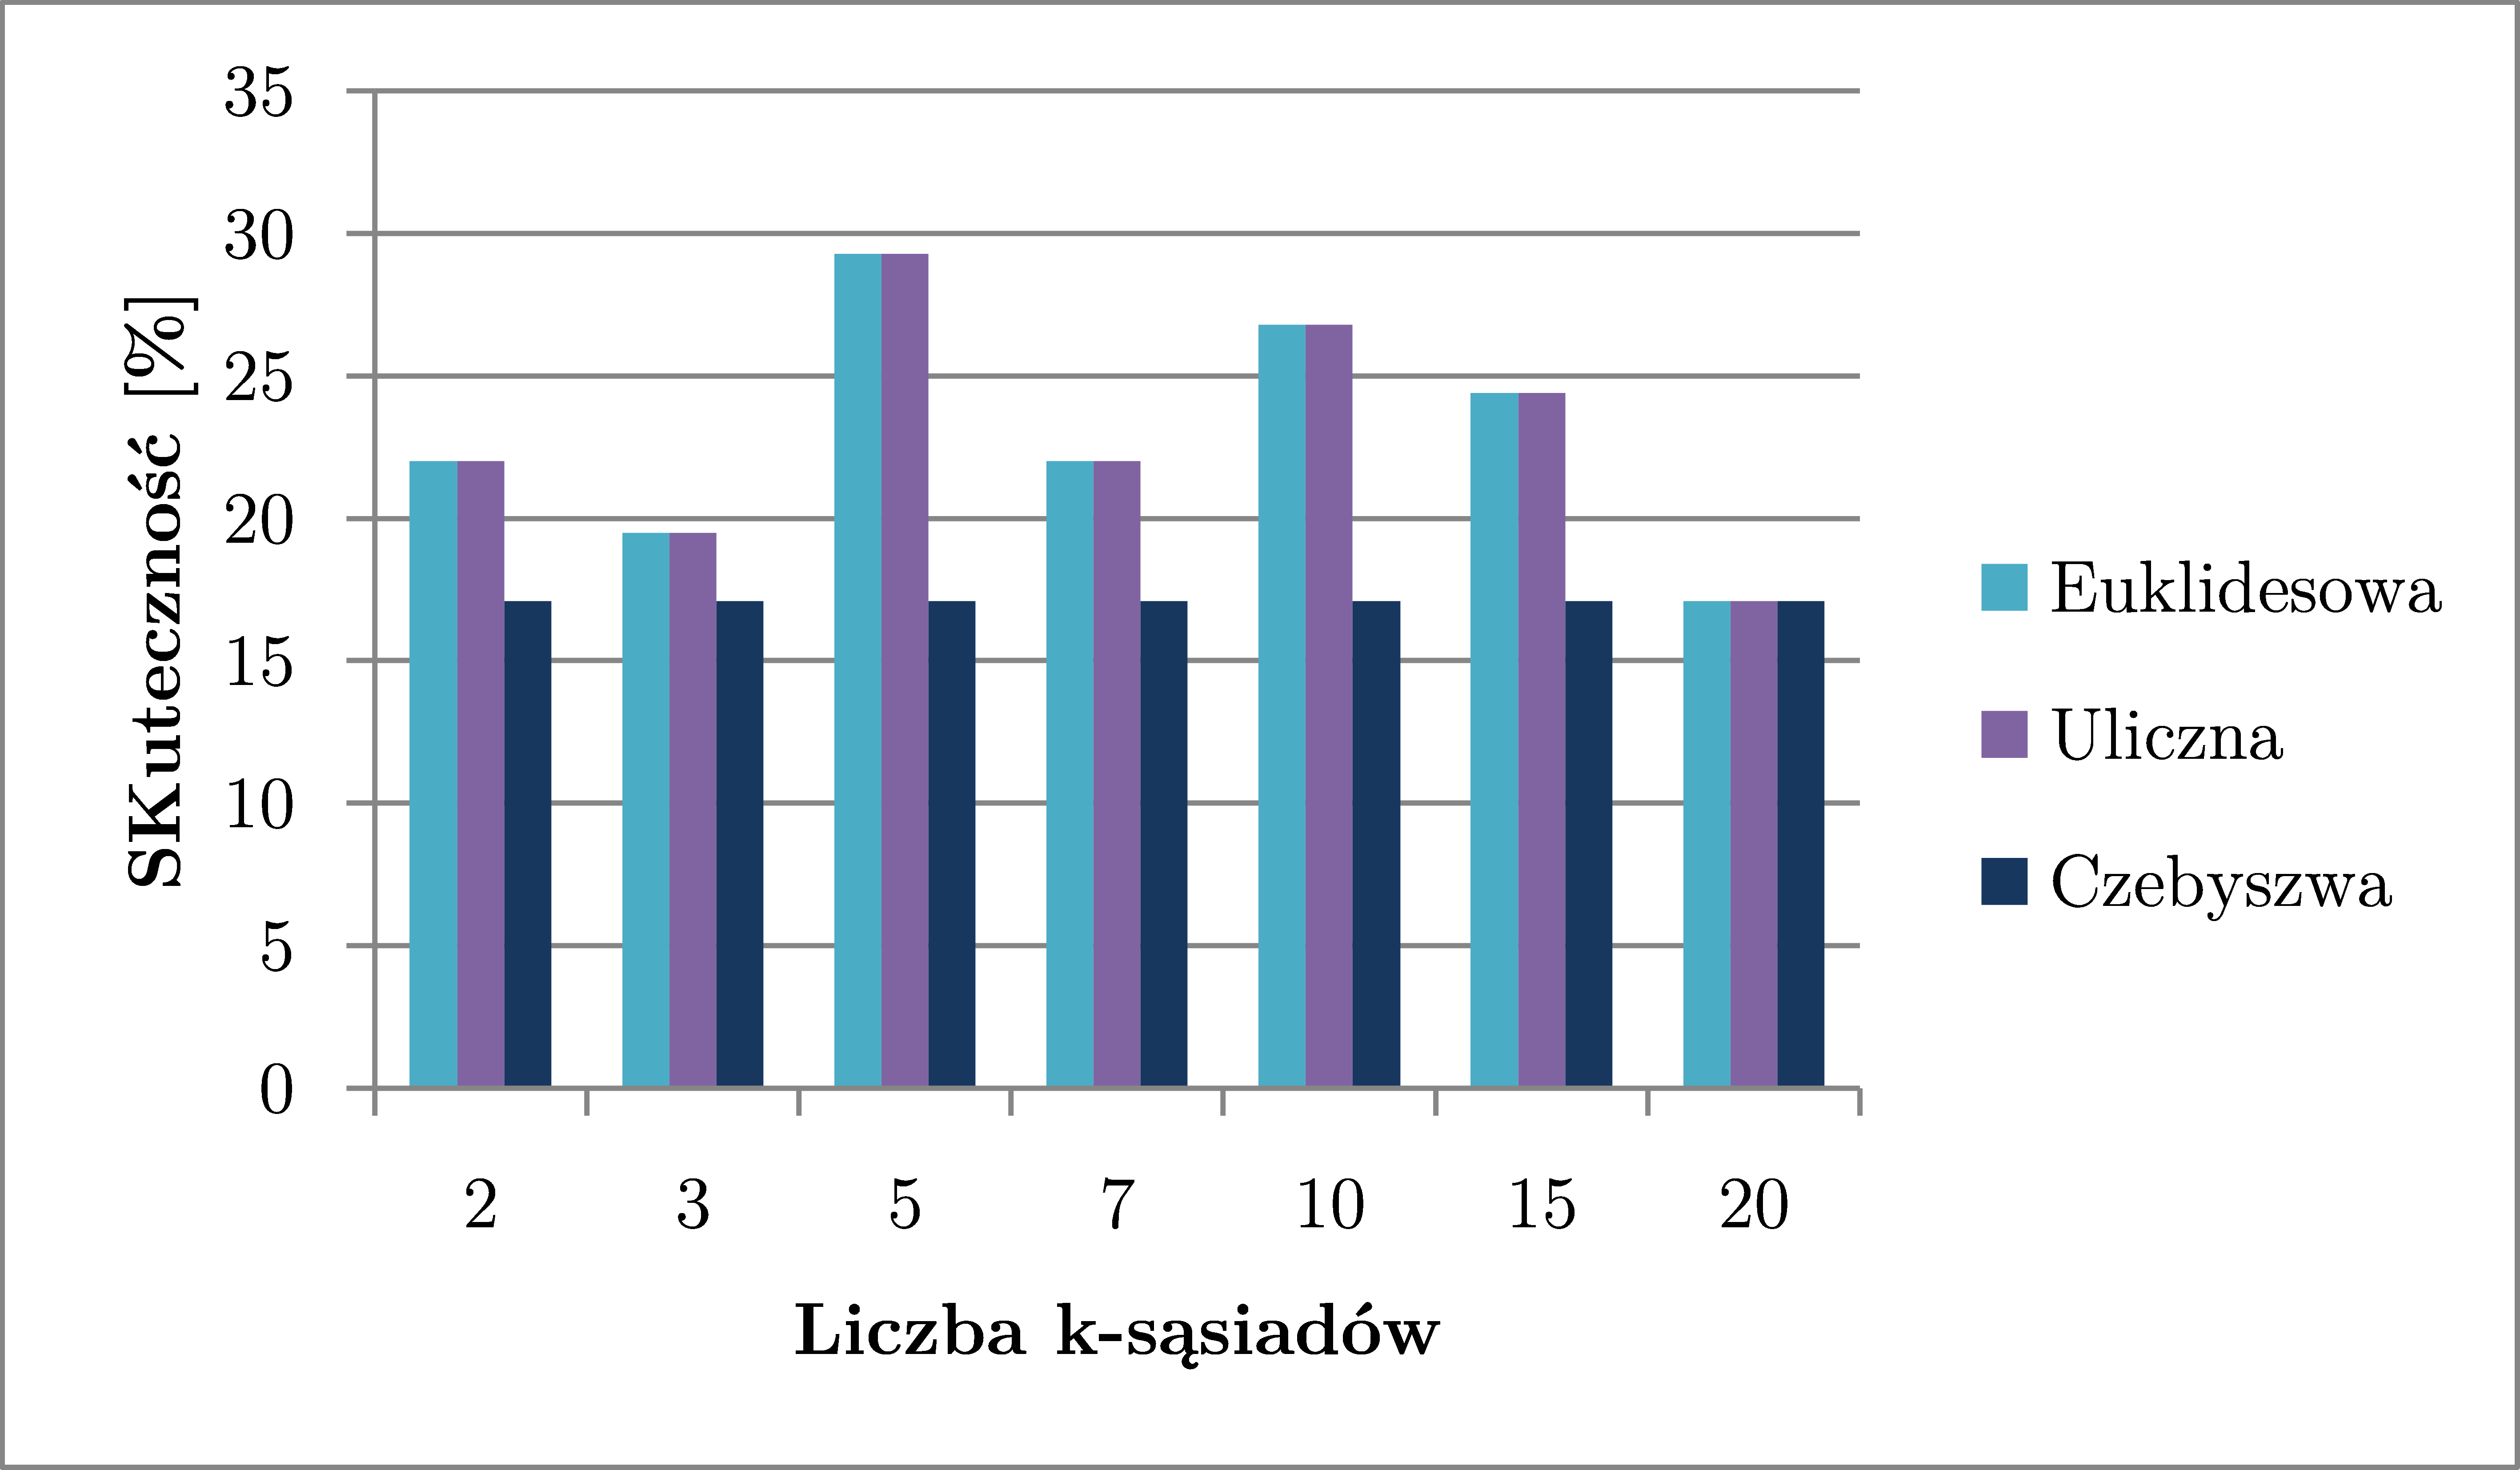 35
30
25
20
15
10
5
0
SKuteczność [%]
2 3 5 7 10 15 20
Liczba k-sąsiadów
Euklidesowa
Uliczna
Czebyszwa